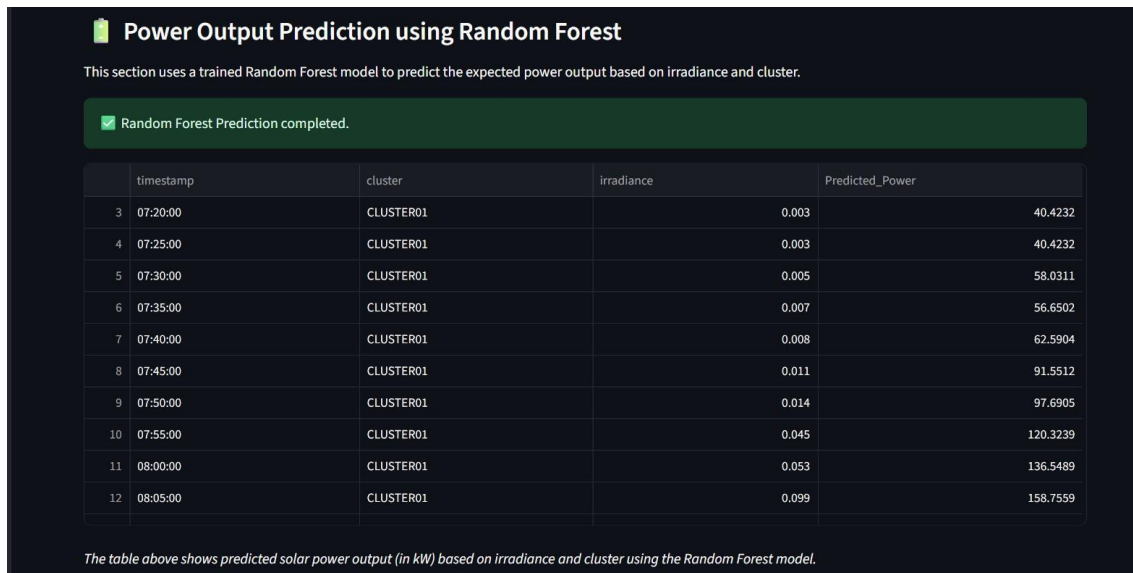 🔋 Power Output Prediction using Random Forest
This section uses a trained Random Forest model to predict the expected power output based on irradiance and cluster.
✅ Random Forest Prediction completed.
timestamp cluster irradiance Predicted_Power
3 07:20:00 CLUSTER01 0.003 40.4232
4 07:25:00 CLUSTER01 0.003 40.4232
5 07:30:00 CLUSTER01 0.005 58.0311
6 07:35:00 CLUSTER01 0.007 56.6502
7 07:40:00 CLUSTER01 0.008 62.5904
8 07:45:00 CLUSTER01 0.011 91.5512
9 07:50:00 CLUSTER01 0.014 97.6905
10 07:55:00 CLUSTER01 0.045 120.3239
11 08:00:00 CLUSTER01 0.053 136.5489
12 08:05:00 CLUSTER01 0.099 158.7559
The table above shows predicted solar power output (in kW) based on irradiance and cluster using the Random Forest model.